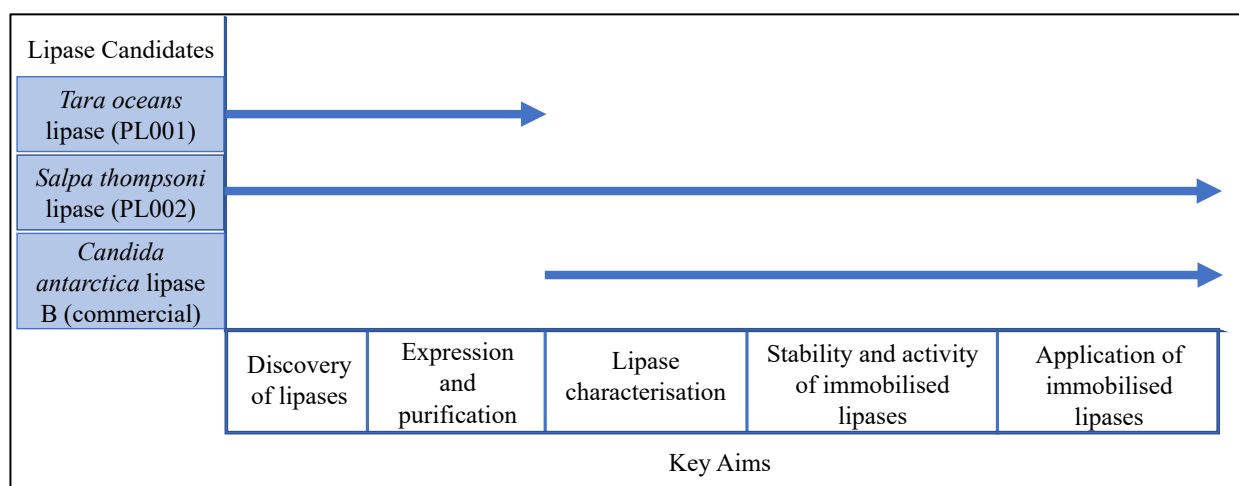 Lipase Candidates
Tara oceans
lipase (PL001)
Salpa thompsoni
lipase (PL002)
Candida
antarctica lipase
B (commercial)
Discovery
of lipases
Expression
and
purification
Lipase
characterisation
Stability and activity
of immobilised
lipases
Application of
immobilised
lipases
Key Aims